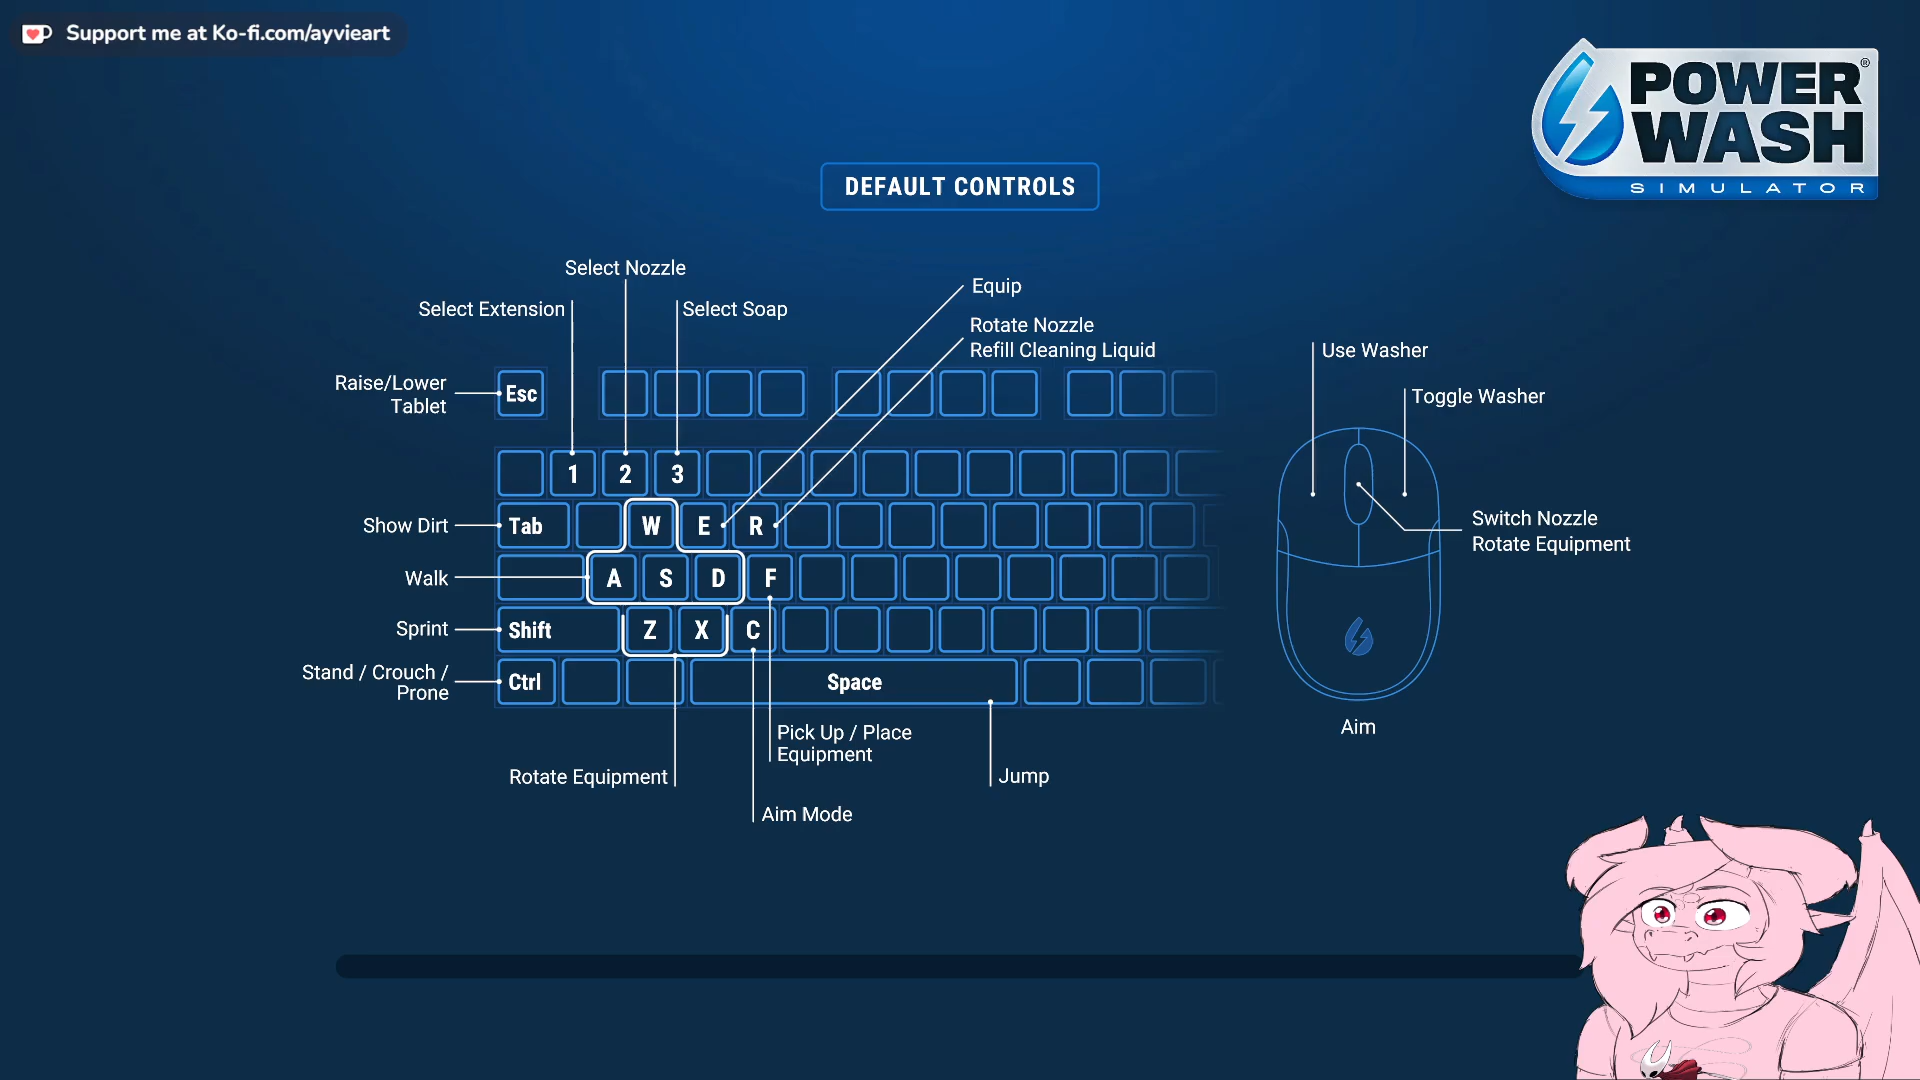 Support me at Ko-fi.com/ayvieart
POWER®
WASH
SIMULATOR
DEFAULT CONTROLS
Select Nozzle
Select Extension
Select Soap
Equip
Rotate Nozzle
Refill Cleaning Liquid
Use Washer
Toggle Washer
Raise/Lower
Tablet
Esc
1 2 3
Show Dirt
Tab W E R
Switch Nozzle
Rotate Equipment
Walk
A S D F
Sprint
Shift Z X C
Stand / Crouch /
Prone
Ctrl Space
Aim
Pick Up / Place
Equipment
Rotate Equipment
Jump
Aim Mode